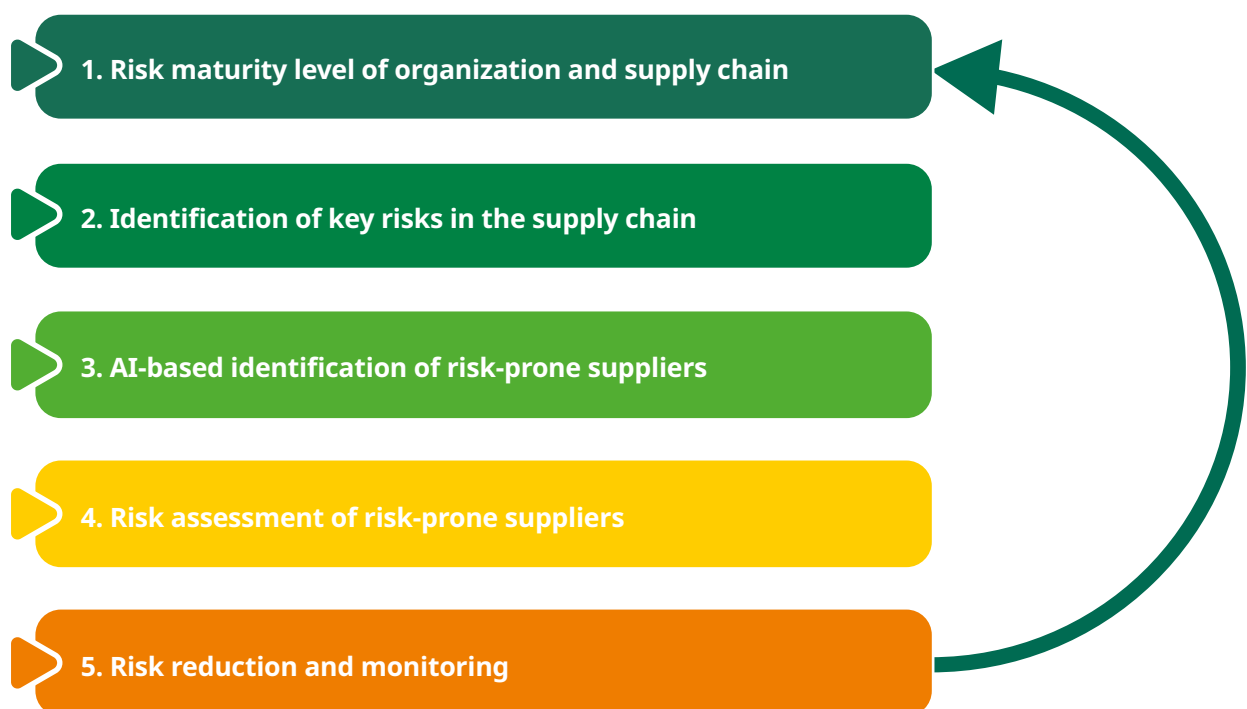 1. Risk maturity level of organization and supply chain
2. Identification of key risks in the supply chain
3. AI-based identification of risk-prone suppliers
4. Risk assessment of risk-prone suppliers
5. Risk reduction and monitoring